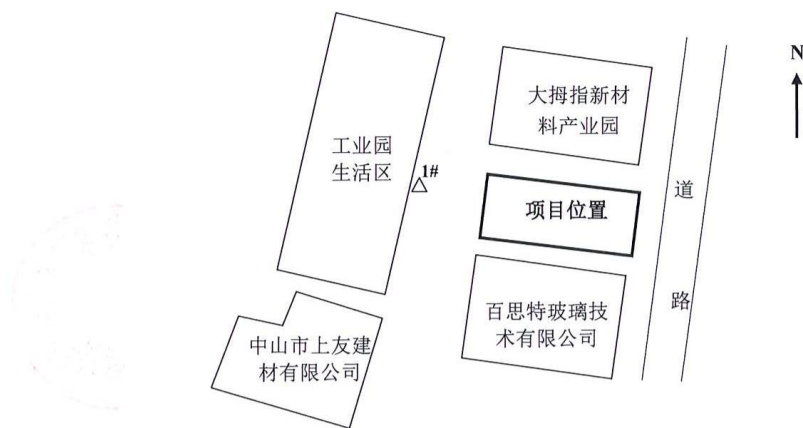 N
大拇指新材
料产业园
工业园
生活区
1#
项目位置
道
路
百思特玻璃技
术有限公司
中山市上友建
材有限公司